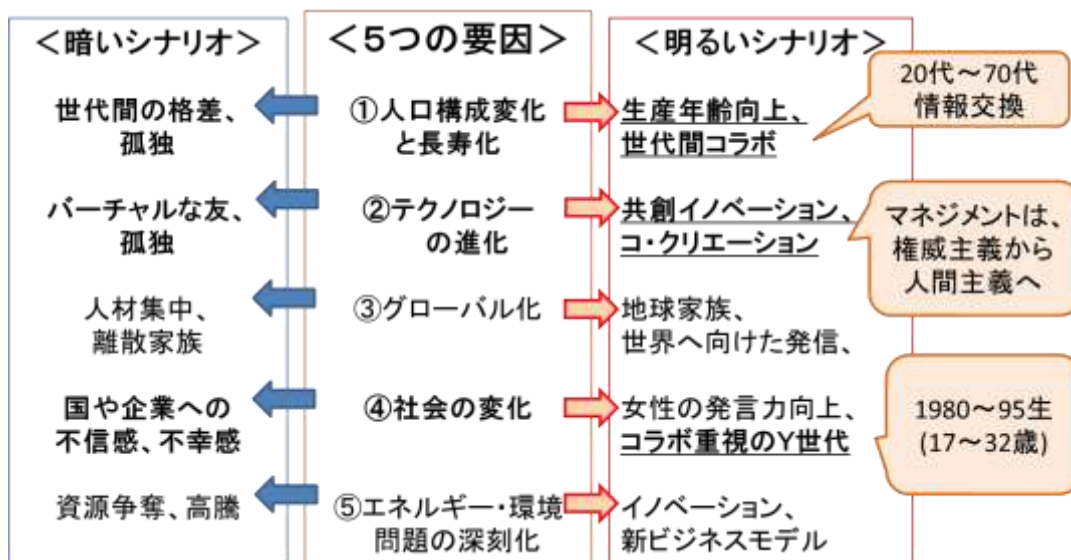 ＜暗いシナリオ＞
＜５つの要因＞
＜明るいシナリオ＞
世代間の格差、
孤独
①人口構成変化
と長寿化
生産年齢向上、
世代間コラボ
20代～70代
情報交換
バーチャルな友、
孤独
②テクノロジー
の進化
共創イノベーション、
コ・クリエーション
マネジメントは、
権威主義から
人間主義へ
人材集中、
離散家族
③グローバル化
地球家族、
世界へ向けた発信、
国や企業への
不信感、不幸感
④社会の変化
女性の発言力向上、
コラボ重視のＹ世代
1980～95生
(17～32歳)
資源争奪、高騰
⑤エネルギー・環境
問題の深刻化
イノベーション、
新ビジネスモデル